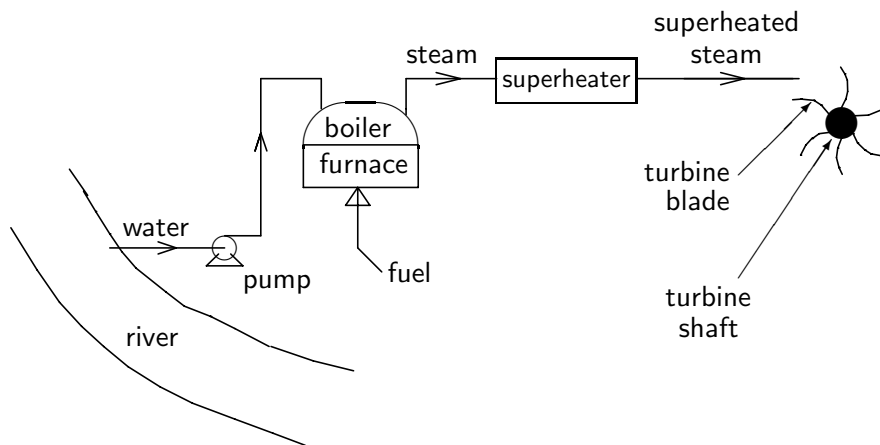 superheated
steam
steam
superheater
boiler
furnace
turbine
blade
water
pump
fuel
turbine
shaft
river